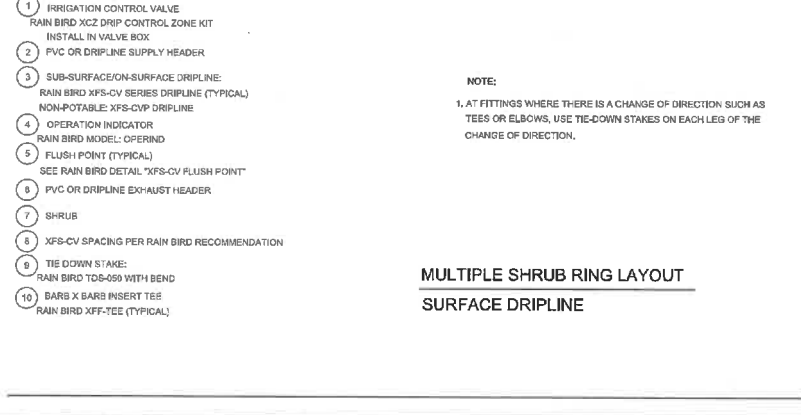 1 IRRIGATION CONTROL VALVE
RAIN BIRD XCZ DRIP CONTROL ZONE KIT
INSTALL IN VALVE BOX
2 PVC OR DRIPLINE SUPPLY HEADER
3 SUB-SURFACE/ON-SURFACE DRIPLINE:
RAIN BIRD XFS-CV SERIES DRIPLINE (TYPICAL)
NON-POTABLE: XFS-CVP DRIPLINE
4 OPERATION INDICATOR
RAIN BIRD MODEL: OPERIND
5 FLUSH POINT (TYPICAL)
SEE RAIN BIRD DETAIL "XFS-CV FLUSH POINT"
6 PVC OR DRIPLINE EXHAUST HEADER
7 SHRUB
8 XFS-CV SPACING PER RAIN BIRD RECOMMENDATION
9 TIE DOWN STAKE:
RAIN BIRD TDS-050 WITH BEND
10 BARB X BARB INSERT TEE
RAIN BIRD XFF-TEE (TYPICAL)
NOTE:
1. AT FITTINGS WHERE THERE IS A CHANGE OF DIRECTION SUCH AS
TEES OR ELBOWS, USE TIE-DOWN STAKES ON EACH LEG OF THE
CHANGE OF DIRECTION.
MULTIPLE SHRUB RING LAYOUT
SURFACE DRIPLINE